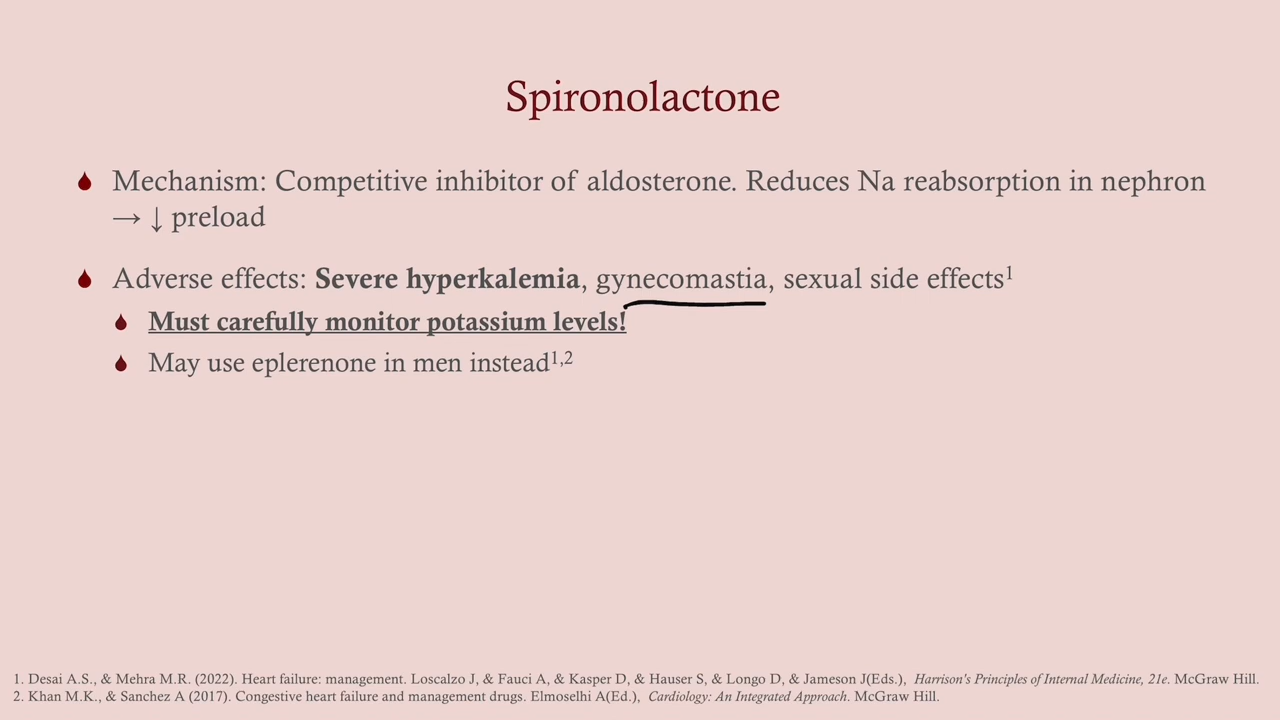 Spironolactone
Mechanism: Competitive inhibitor of aldosterone. Reduces Na reabsorption in nephron
→ ↓ preload
Adverse effects: Severe hyperkalemia, gynecomastia, sexual side effects¹
Must carefully monitor potassium levels!
May use eplerenone in men instead¹,²
1. Desai A.S., & Mehra M.R. (2022). Heart failure: management. Loscalzo J, & Fauci A, & Kasper D, & Hauser S, & Longo D, & Jameson J(Eds.), Harrison's Principles of Internal Medicine, 21e. McGraw Hill.
2. Khan M.K., & Sanchez A (2017). Congestive heart failure and management drugs. Elmoselhi A(Ed.), Cardiology: An Integrated Approach. McGraw Hill.